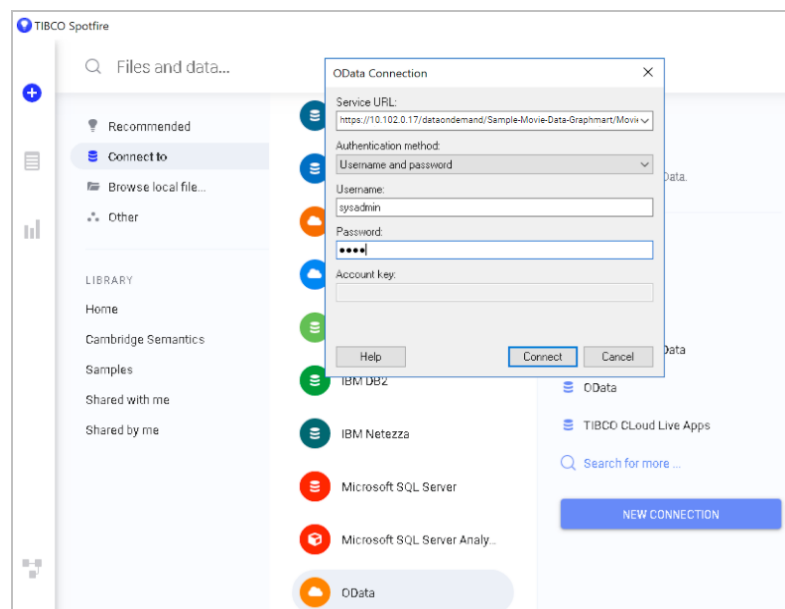 TIBCO Spotfire
Files and data...
Recommended
Connect to
Browse local file...
Other
LIBRARY
Home
Cambridge Semantics
Samples
Shared with me
Shared by me
OData Connection
Service URL:
https://10.102.0.17/dataondemand/Sample-Movie-Data-Graphmart/Movi
Authentication method:
Username and password
Username:
sysadmin
Password:
••••
Account key:
Help
Connect
Cancel
IBM DB2
IBM Netezza
Microsoft SQL Server
Microsoft SQL Server Analy...
OData
Data.
Data
OData
TIBCO CLoud Live Apps
Search for more ...
NEW CONNECTION